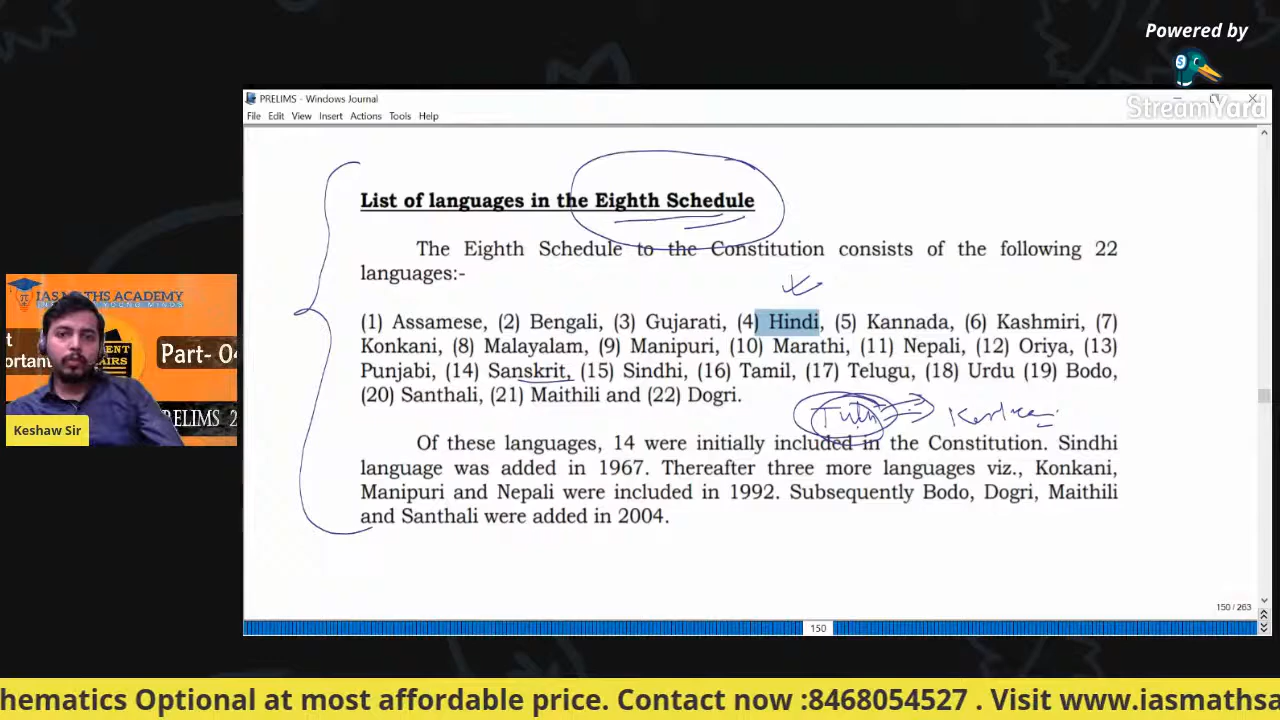 Powered by
S
StreamYard
PRELIMS - Windows Journal
File Edit View Insert Actions Tools Help
List of languages in the Eighth Schedule
The Eighth Schedule to the Constitution consists of the following 22
languages:-
(1) Assamese, (2) Bengali, (3) Gujarati, (4) Hindi, (5) Kannada, (6) Kashmiri, (7)
Konkani, (8) Malayalam, (9) Manipuri, (10) Marathi, (11) Nepali, (12) Oriya, (13)
Punjabi, (14) Sanskrit, (15) Sindhi, (16) Tamil, (17) Telugu, (18) Urdu (19) Bodo,
(20) Santhali, (21) Maithili and (22) Dogri.
Of these languages, 14 were initially included in the Constitution. Sindhi
language was added in 1967. Thereafter three more languages viz., Konkani,
Manipuri and Nepali were included in 1992. Subsequently Bodo, Dogri, Maithili
and Santhali were added in 2004.
150 / 263
150
IAS MATHS ACADEMY
Part- 04
PRELIMS 2
Keshaw Sir
hematics Optional at most affordable price. Contact now :8468054527 . Visit www.iasmathsa